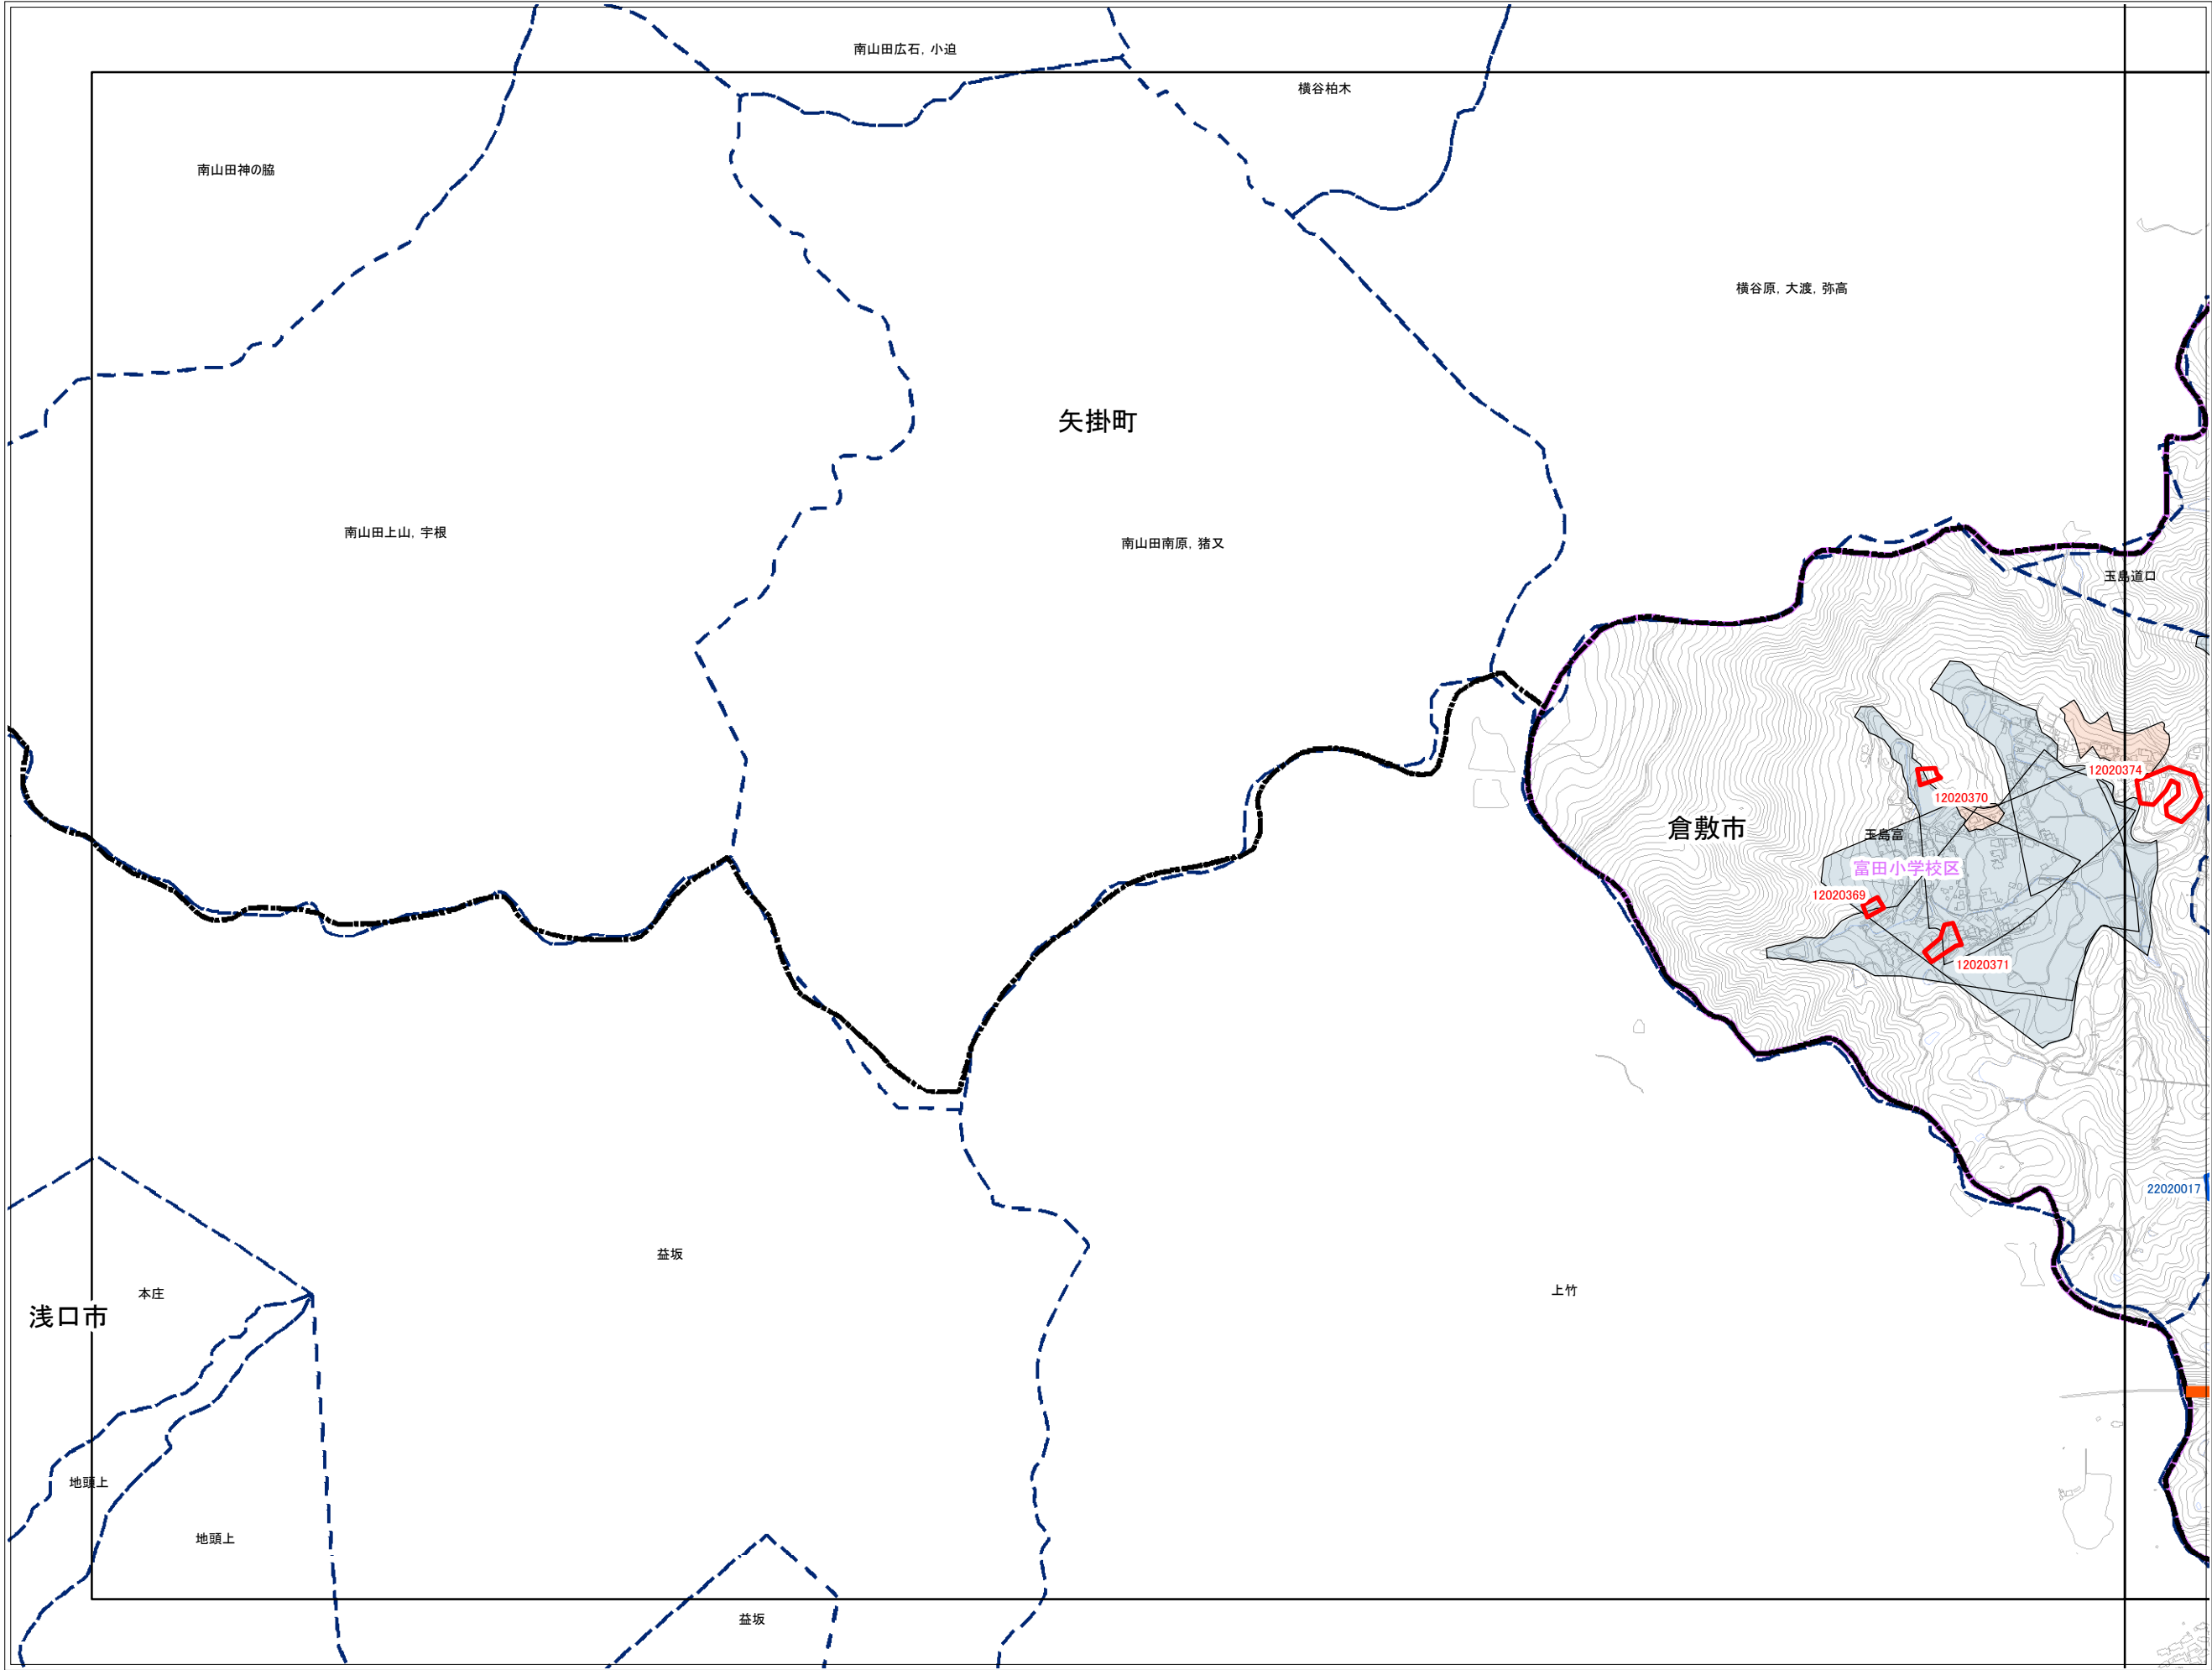 南山田広石, 小迫
横谷柏木
南山田神の脇
横谷原, 大渡, 弥高
矢掛町
南山田上山, 宇根
南山田南原, 猪又
玉島道口
12020374
12020370
倉敷市
玉島富
富田小学校区
12020369
12020371
22020017
益坂
本庄
上竹
浅口市
地頭上
地頭上
益坂